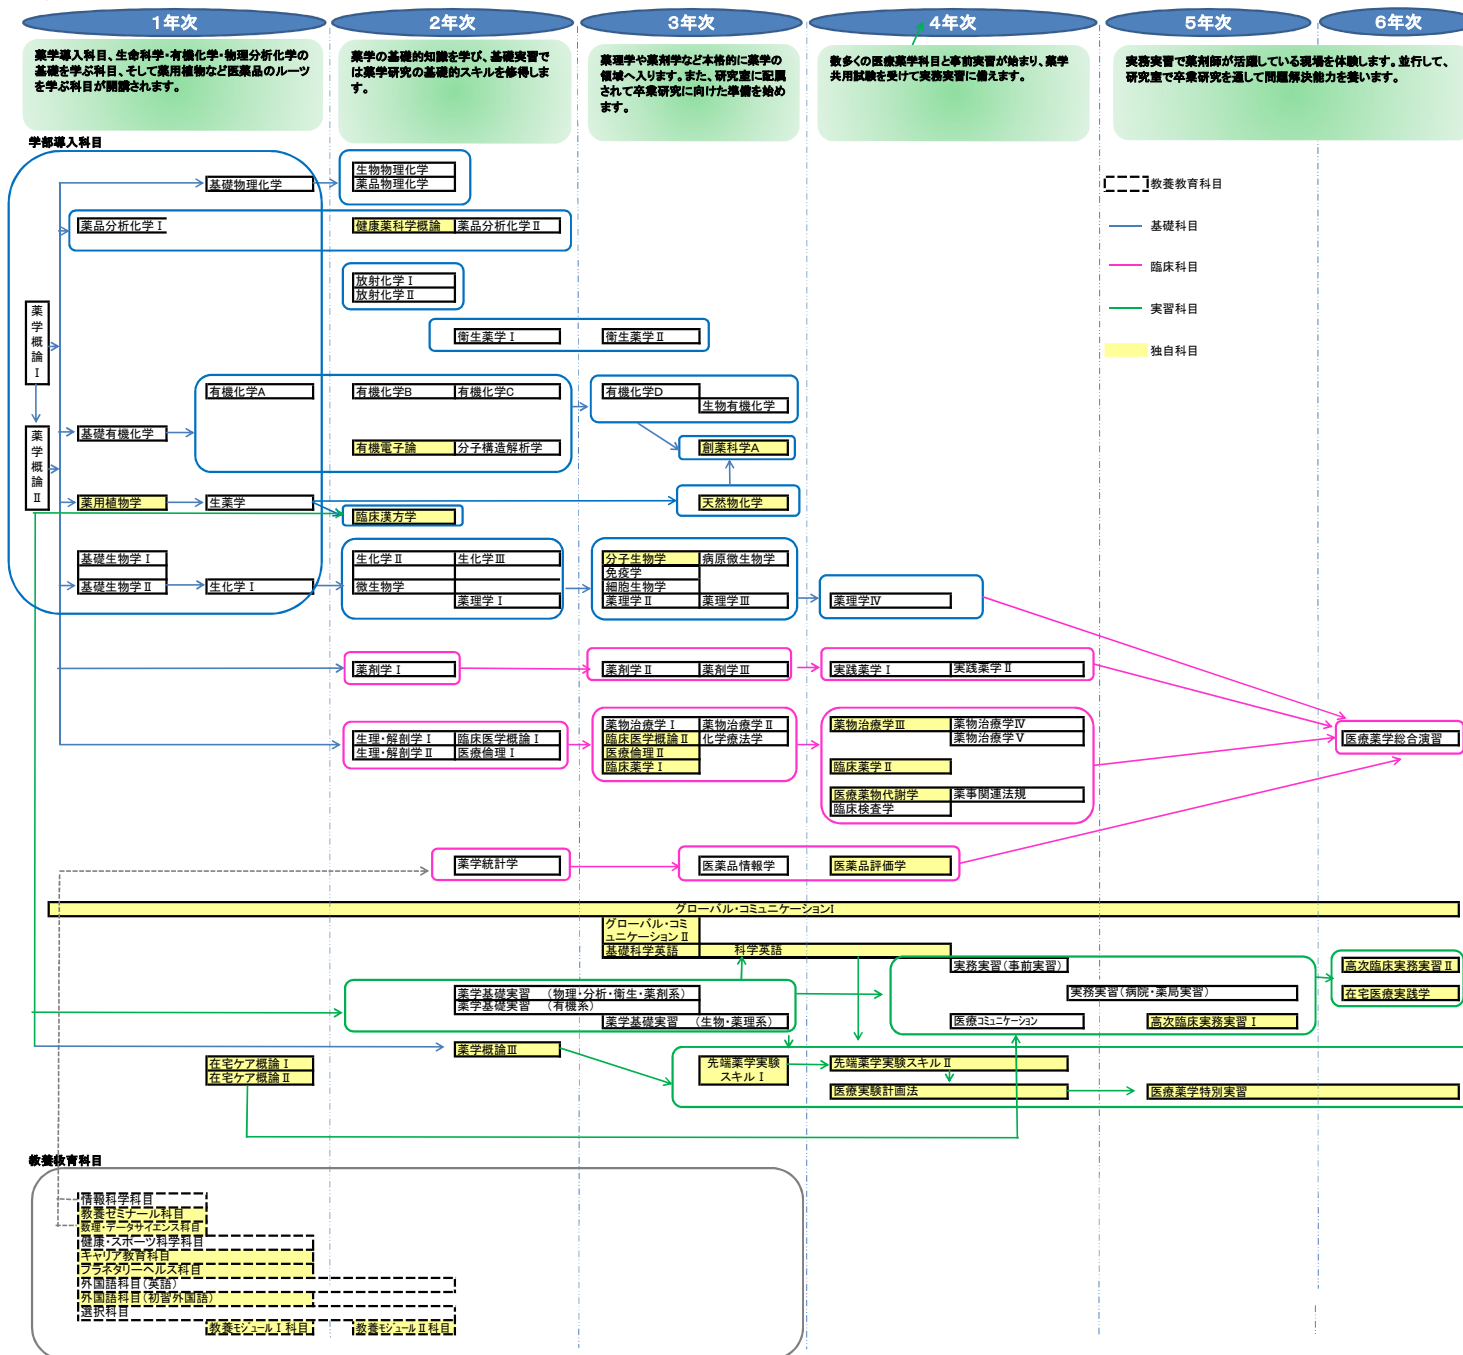 1年次
2年次
3年次
4年次
5年次
6年次
薬学導入科目、生命科学・有機化学・物理分析化学の
基礎を学ぶ科目、そして薬用植物など医薬品のルーツ
を学ぶ科目が開講されます。
薬学の基礎的知識を学び、基礎実習で
は薬学研究の基礎的スキルを修得しま
す。
薬理学や薬剤学など本格的に薬学の
領域へ入ります。また、研究室に配属
されて卒業研究に向けた準備を始め
ます。
数多くの医療薬学科目と事前実習が始まり、薬学
共用試験を受けて実務実習に備えます。
実務実習で薬剤師が活躍している現場を体験します。並行して、
研究室で卒業研究を通して問題解決能力を養います。
学部導入科目
教養教育科目
基礎科目
臨床科目
実習科目
独自科目
薬学概論Ⅰ
薬学概論Ⅱ
基礎物理化学
生物物理化学
薬品物理化学
薬品分析化学Ⅰ
健康薬科学概論
薬品分析化学Ⅱ
放射化学Ⅰ
放射化学Ⅱ
衛生薬学Ⅰ
衛生薬学Ⅱ
有機化学A
有機化学B
有機化学C
有機化学D
生物有機化学
基礎有機化学
有機電子論
分子構造解析学
創薬科学A
薬用植物学
生薬学
天然物化学
臨床漢方学
基礎生物学Ⅰ
基礎生物学Ⅱ
生化学Ⅰ
生化学Ⅱ
生化学Ⅲ
微生物学
薬理学Ⅰ
分子生物学
病原微生物学
免疫学
細胞生物学
薬理学Ⅱ
薬理学Ⅲ
薬理学Ⅳ
薬剤学Ⅰ
薬剤学Ⅱ
薬剤学Ⅲ
実践薬学Ⅰ
実践薬学Ⅱ
生理・解剖学Ⅰ
臨床医学概論Ⅰ
生理・解剖学Ⅱ
医療倫理Ⅰ
薬物治療学Ⅰ
薬物治療学Ⅱ
臨床医学概論Ⅱ
化学療法学
医療倫理Ⅱ
臨床薬学Ⅰ
薬物治療学Ⅲ
薬物治療学Ⅳ
薬物治療学Ⅴ
臨床薬学Ⅱ
医療薬物代謝学
薬事関連法規
臨床検査学
医療薬学総合演習
薬学統計学
医薬品情報学
医薬品評価学
グローバル・コミュニケーションⅠ
グローバル・コミ
ュニケーションⅡ
基礎科学英語
科学英語
薬学基礎実習　（物理・分析・衛生・薬剤系）
薬学基礎実習　（有機系）
薬学基礎実習　（生物・薬理系）
実務実習（事前実習）
実務実習（病院・薬局実習）
医療コミュニケーション
高次臨床実務実習Ⅰ
高次臨床実務実習Ⅱ
在宅医療実践学
薬学概論Ⅲ
在宅ケア概論Ⅰ
在宅ケア概論Ⅱ
先端薬学実験
スキルⅠ
先端薬学実験スキルⅡ
医療実験計画法
医療薬学特別実習
教養教育科目
情報科学科目
教養セミナール科目
数理・データサイエンス科目
健康・スポーツ科学科目
キャリア教育科目
プラネタリーヘルス科目
外国語科目（英語）
外国語科目（初習外国語）
選択科目
教養モジュールⅠ科目
教養モジュールⅡ科目